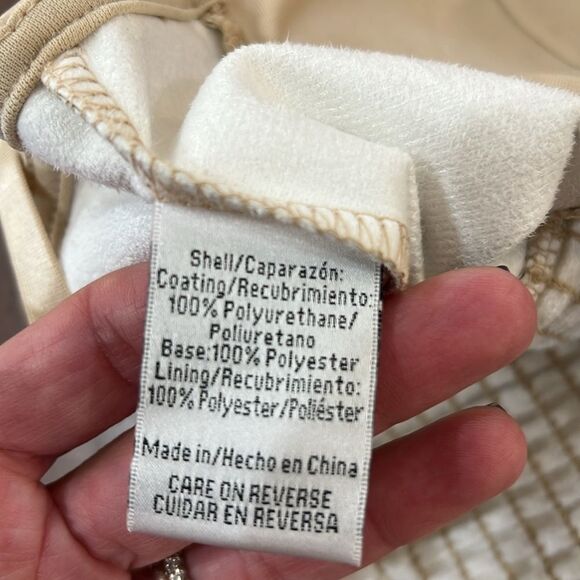 Shell/Caparazón:
Coating/Recubrimiento:
100% Polyurethane/
Poliuretano
Base:100% Polyester
Lining/Recubrimiento:
100% Polyester/Poliéster
Made in/Hecho en China
CARE ON REVERSE
CUIDAR EN REVERSA